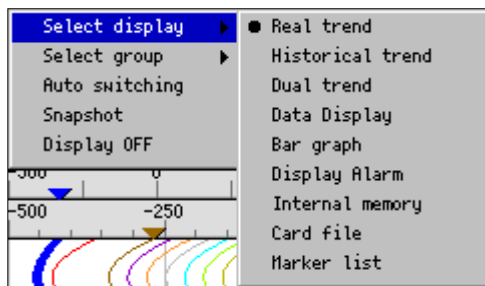 Select display
Select group
Auto switching
Snapshot
Display OFF
Real trend
Historical trend
Dual trend
Data Display
Bar graph
Display Alarm
Internal memory
Card file
Marker list
0
-500 -250